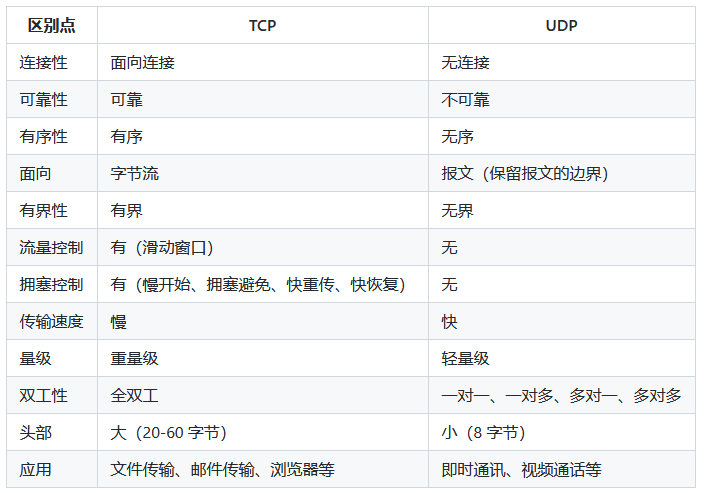 区别点 TCP UDP
连接性 面向连接 无连接
可靠性 可靠 不可靠
有序性 有序 无序
面向 字节流 报文（保留报文的边界）
有界性 有界 无界
流量控制 有（滑动窗口） 无
拥塞控制 有（慢开始、拥塞避免、快重传、快恢复） 无
传输速度 慢 快
量级 重量级 轻量级
双工性 全双工 一对一、一对多、多对一、多对多
头部 大（20-60 字节） 小（8 字节）
应用 文件传输、邮件传输、浏览器等 即时通讯、视频通话等